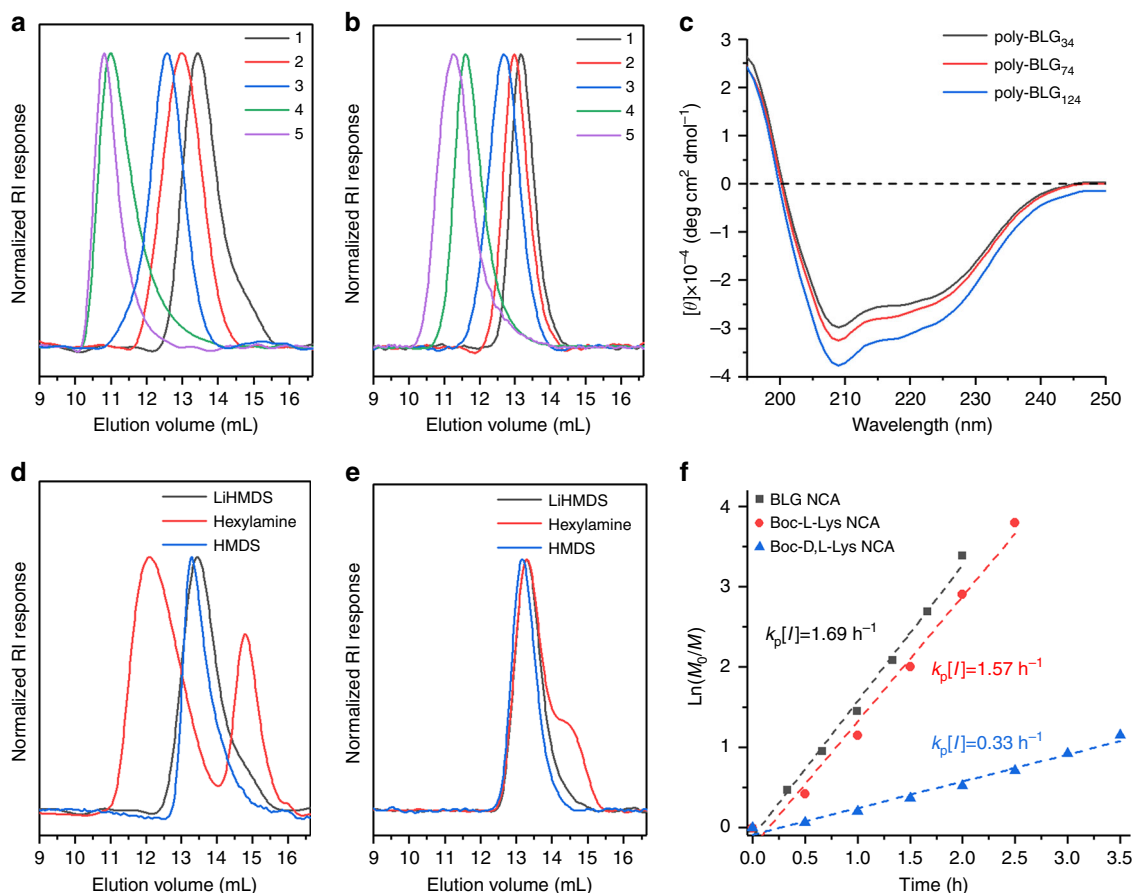 a
1
2
3
4
5
Normalized RI response
9 10 11 12 13 14 15 16
Elution volume (mL)
b
1
2
3
4
5
Normalized RI response
9 10 11 12 13 14 15 16
Elution volume (mL)
c
poly-BLG34
poly-BLG74
poly-BLG124
[θ]×10⁻⁴ (deg cm² dmol⁻¹)
3
2
1
0
−1
−2
−3
−4
200 210 220 230 240 250
Wavelength (nm)
d
LiHMDS
Hexylamine
HMDS
Normalized RI response
9 10 11 12 13 14 15 16
Elution volume (mL)
e
LiHMDS
Hexylamine
HMDS
Normalized RI response
9 10 11 12 13 14 15 16
Elution volume (mL)
f
BLG NCA
Boc-L-Lys NCA
Boc-D,L-Lys NCA
Ln(M0/M)
4
3
2
1
0
kp[I]=1.69 h⁻¹
kp[I]=1.57 h⁻¹
kp[I]=0.33 h⁻¹
0.0 0.5 1.0 1.5 2.0 2.5 3.0 3.5
Time (h)